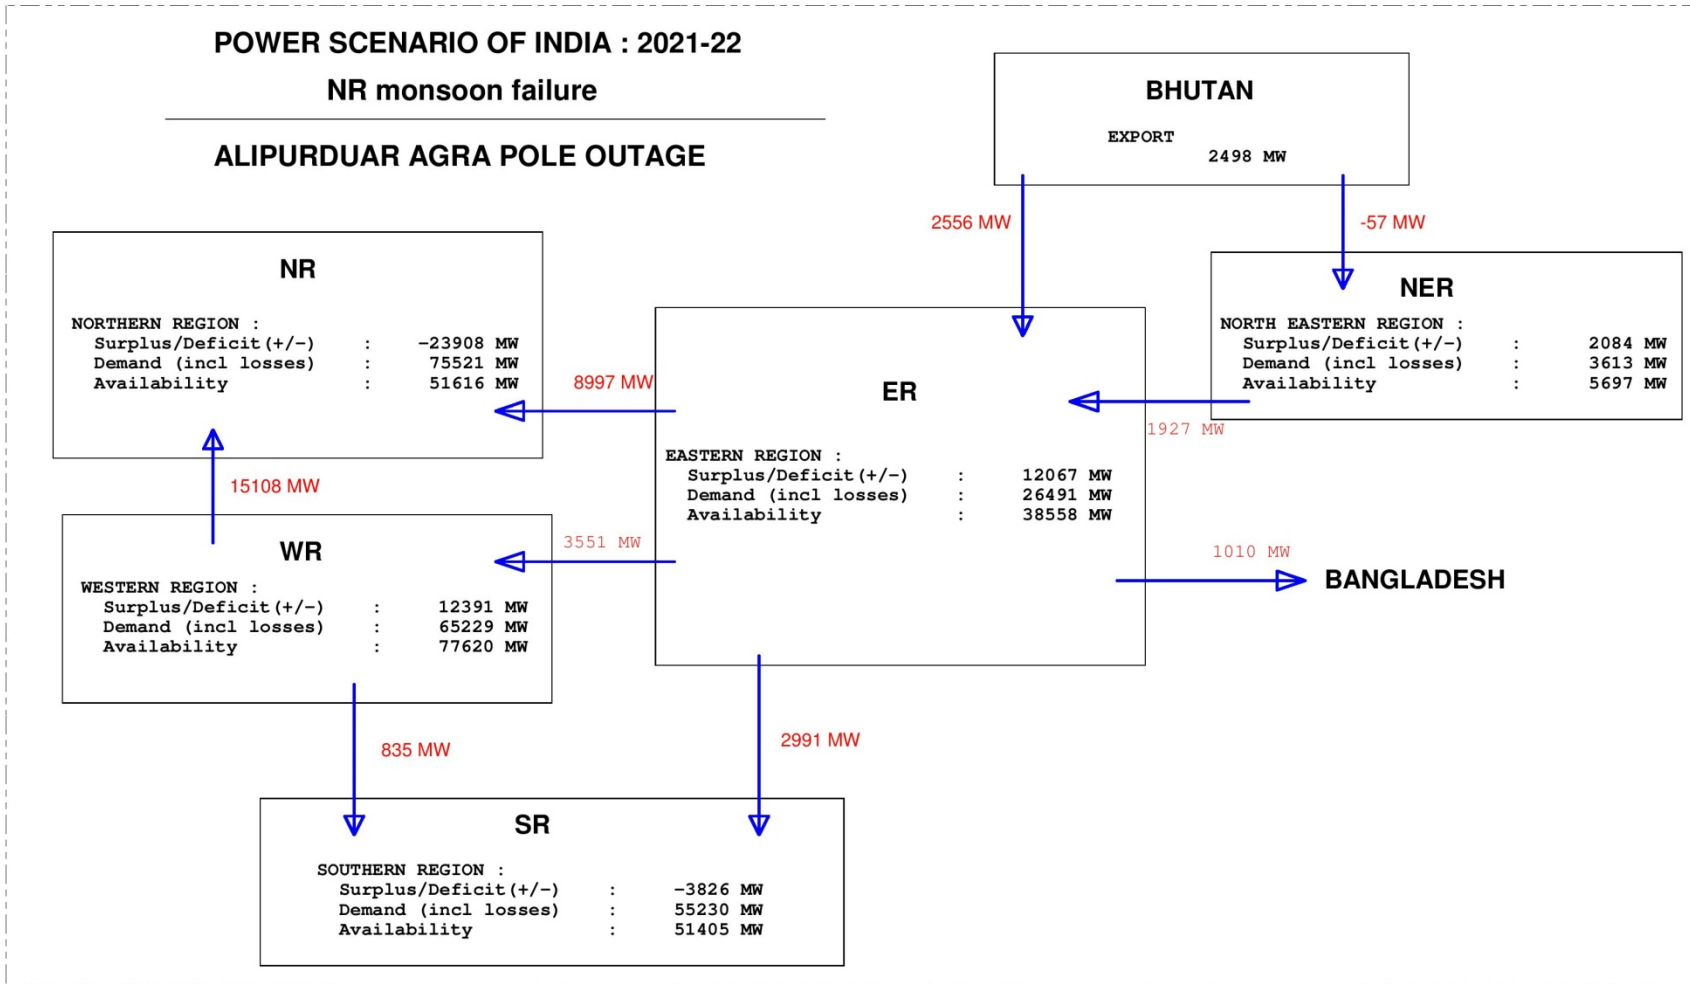 POWER SCENARIO OF INDIA : 2021-22
NR monsoon failure
ALIPURDUAR AGRA POLE OUTAGE
BHUTAN
EXPORT
2498 MW
2556 MW
-57 MW
NR
NORTHERN REGION :
Surplus/Deficit(+/-) : -23908 MW
Demand (incl losses) : 75521 MW
Availability : 51616 MW
8997 MW
15108 MW
NER
NORTH EASTERN REGION :
Surplus/Deficit(+/-) : 2084 MW
Demand (incl losses) : 3613 MW
Availability : 5697 MW
1927 MW
ER
EASTERN REGION :
Surplus/Deficit(+/-) : 12067 MW
Demand (incl losses) : 26491 MW
Availability : 38558 MW
3551 MW
1010 MW
BANGLADESH
WR
WESTERN REGION :
Surplus/Deficit(+/-) : 12391 MW
Demand (incl losses) : 65229 MW
Availability : 77620 MW
835 MW
2991 MW
SR
SOUTHERN REGION :
Surplus/Deficit(+/-) : -3826 MW
Demand (incl losses) : 55230 MW
Availability : 51405 MW